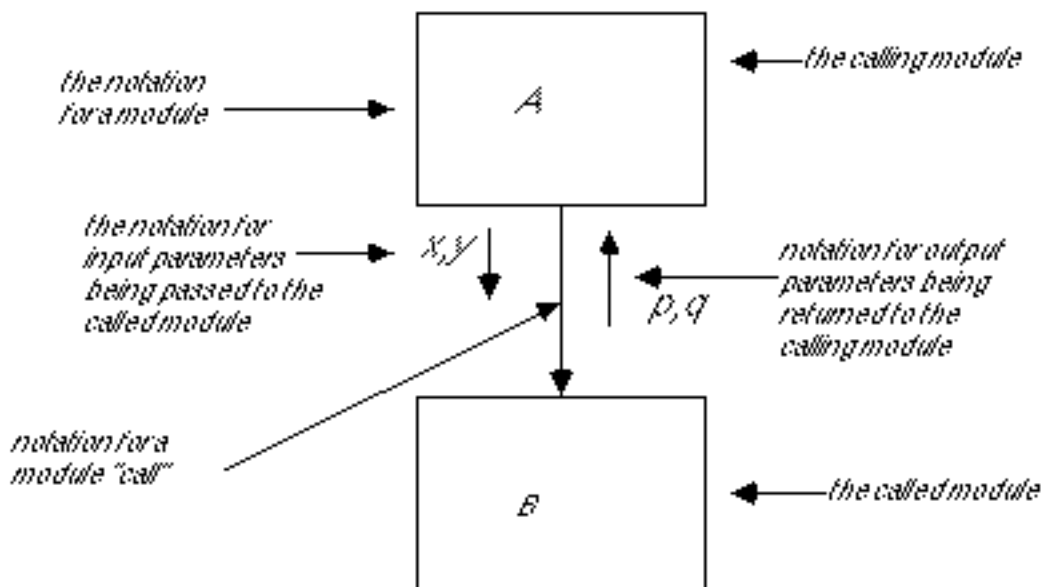 the calling module
the notation
for a module
A
the notation for
input parameters
being passed to the
called module
x,y
p,q
notation for output
parameters being
returned to the
calling module
notation for a
module "call"
B
the called module